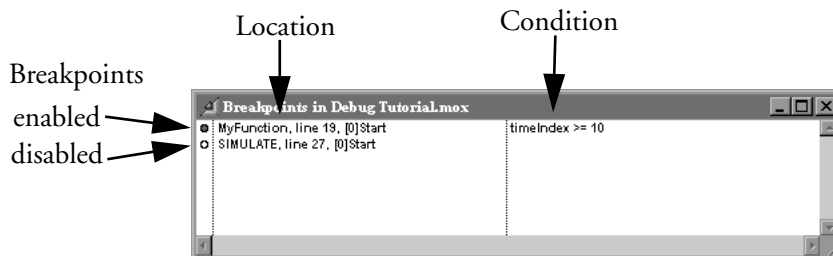 Location
Condition
Breakpoints
enabled
disabled
Breakpoints in Debug Tutorial.mox
MyFunction, line 19, [0]Start
timeIndex >= 10
SIMULATE, line 27, [0]Start